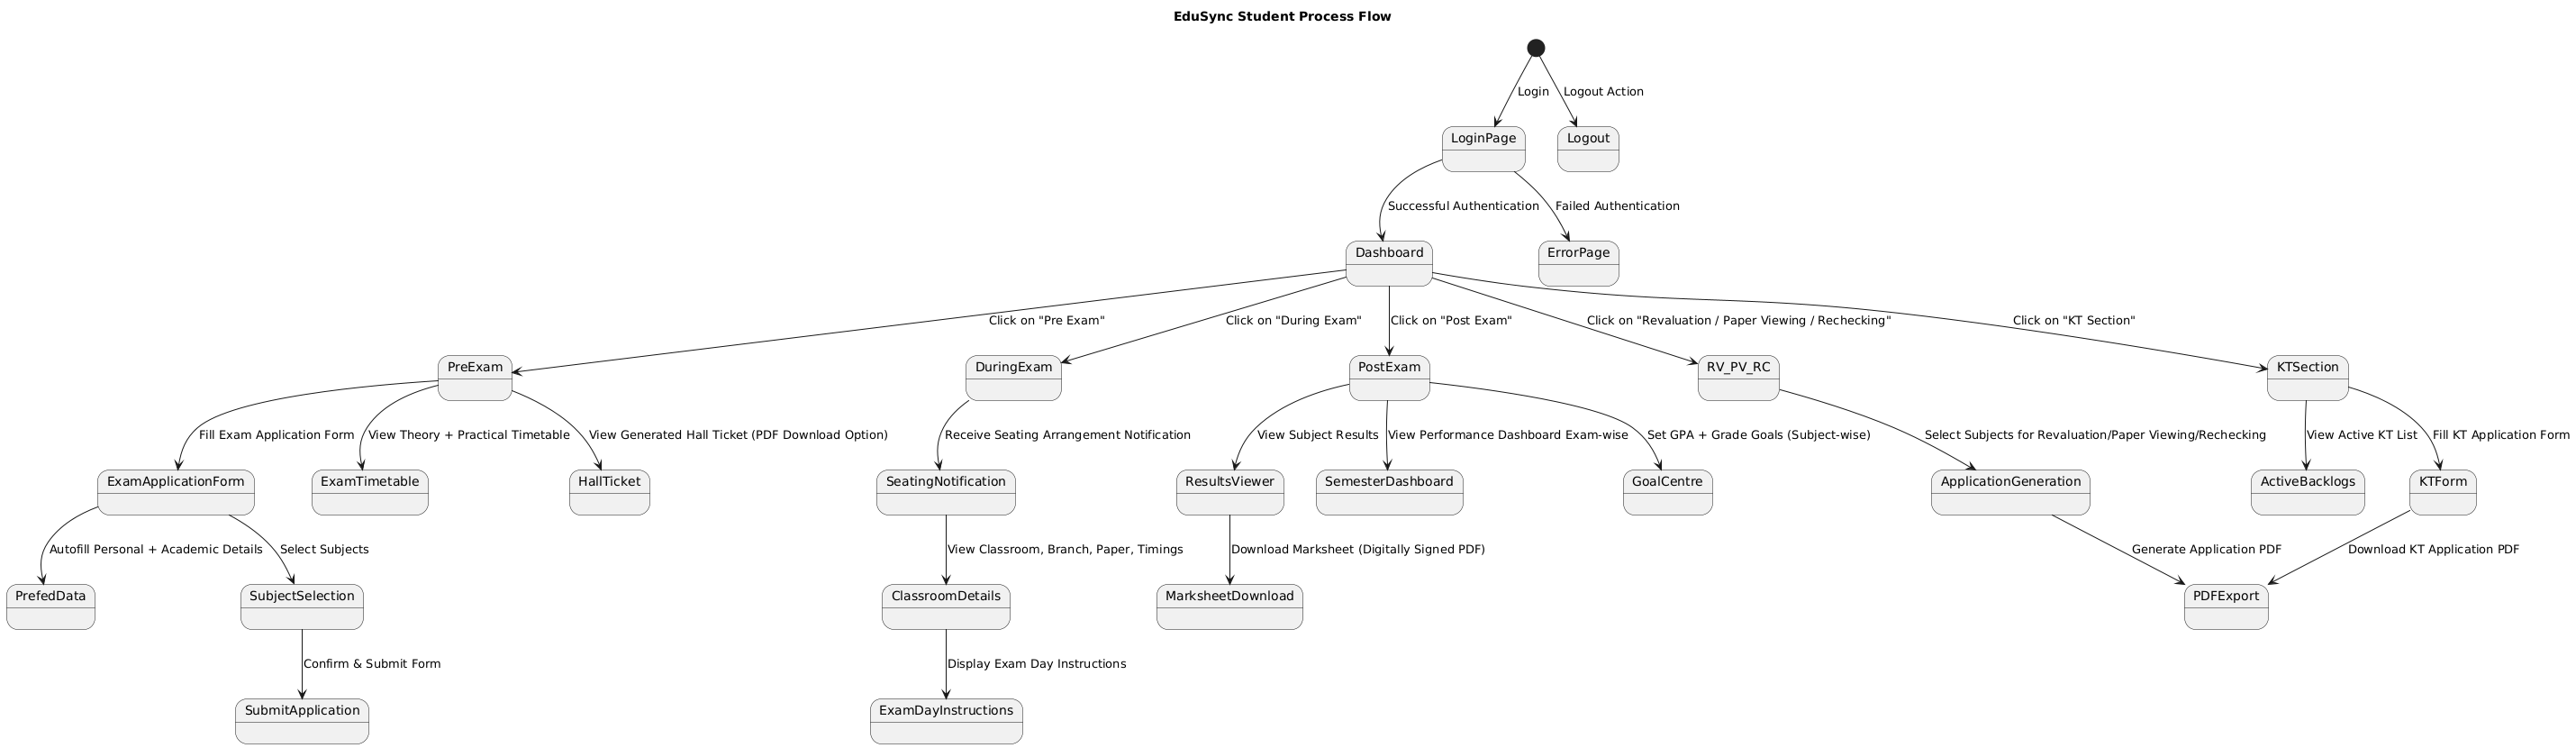 EduSync Student Process Flow
Login
Logout Action
LoginPage
Logout
Successful Authentication
Failed Authentication
Dashboard
ErrorPage
Click on "Pre Exam"
Click on "During Exam"
Click on "Post Exam"
Click on "Revaluation / Paper Viewing / Rechecking"
Click on "KT Section"
PreExam
DuringExam
PostExam
RV_PV_RC
KTSection
Fill Exam Application Form
View Theory + Practical Timetable
View Generated Hall Ticket (PDF Download Option)
Receive Seating Arrangement Notification
View Subject Results
View Performance Dashboard Exam-wise
Set GPA + Grade Goals (Subject-wise)
Select Subjects for Revaluation/Paper Viewing/Rechecking
View Active KT List
Fill KT Application Form
ExamApplicationForm
ExamTimetable
HallTicket
SeatingNotification
ResultsViewer
SemesterDashboard
GoalCentre
ApplicationGeneration
ActiveBacklogs
KTForm
Autofill Personal + Academic Details
Select Subjects
View Classroom, Branch, Paper, Timings
Download Marksheet (Digitally Signed PDF)
Generate Application PDF
Download KT Application PDF
PrefedData
SubjectSelection
ClassroomDetails
MarksheetDownload
PDFExport
Confirm & Submit Form
Display Exam Day Instructions
SubmitApplication
ExamDayInstructions